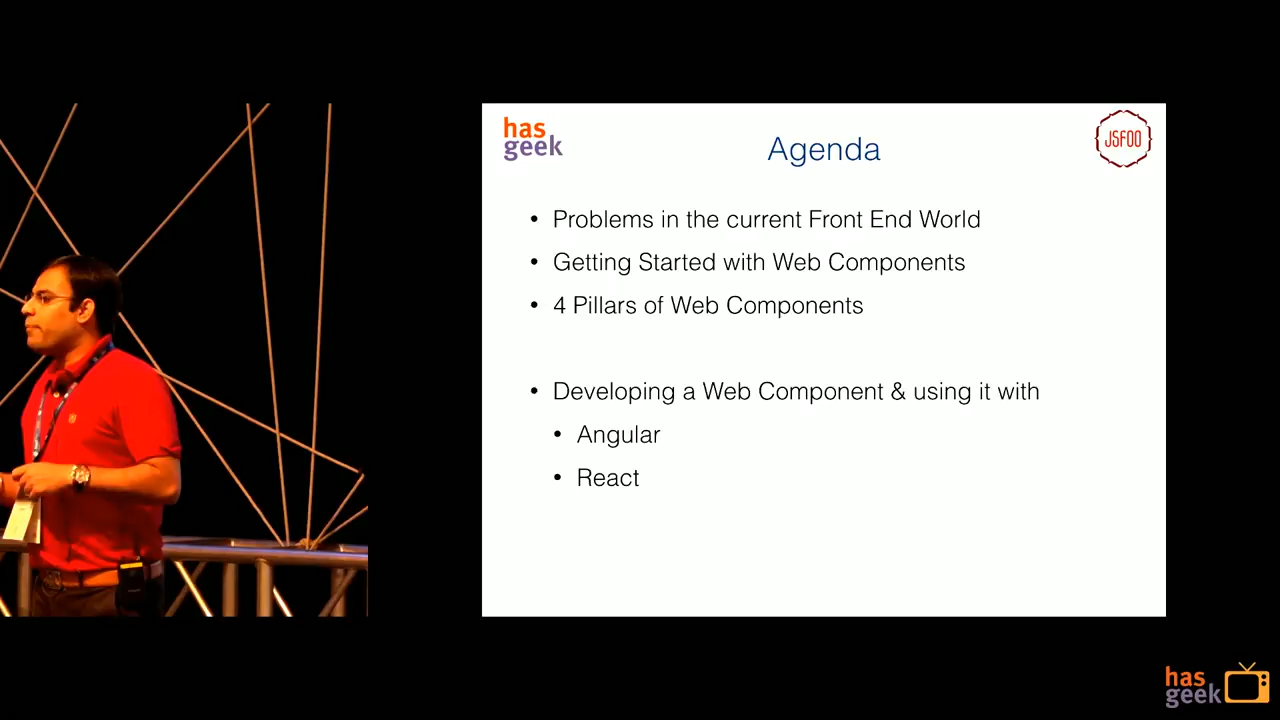 has
geek
Agenda
JSFOO
• Problems in the current Front End World
• Getting Started with Web Components
• 4 Pillars of Web Components
• Developing a Web Component & using it with
• Angular
• React
has
geek